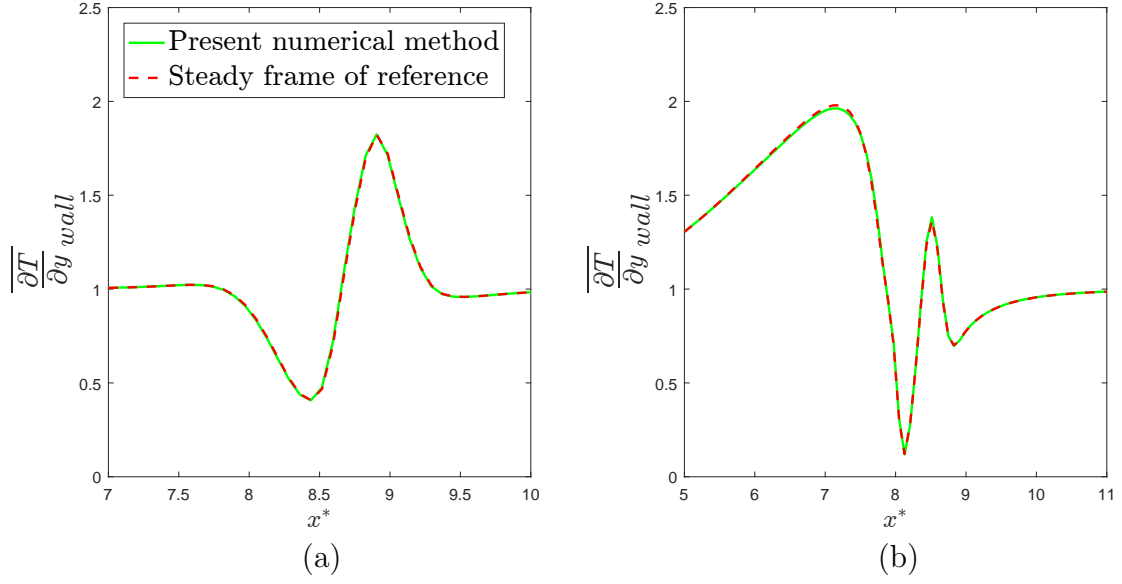 2.5
2
1.5
1
0.5
0
7
7.5
8
8.5
9
9.5
10
x*
∂T
∂y wall
Present numerical method
Steady frame of reference
(a)
2.5
2
1.5
1
0.5
0
5
6
7
8
9
10
11
x*
∂T
∂y wall
(b)